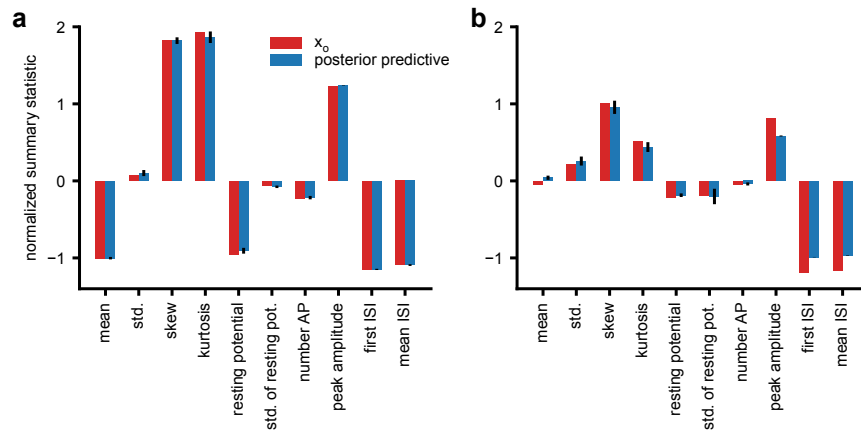 a
b
normalized summary statistic
2
1
0
−1
x_o
posterior predictive
mean
std.
skew
kurtosis
resting potential
std. of resting pot.
number AP
peak amplitude
first ISI
mean ISI
2
1
0
−1
mean
std.
skew
kurtosis
resting potential
std. of resting pot.
number AP
peak amplitude
first ISI
mean ISI